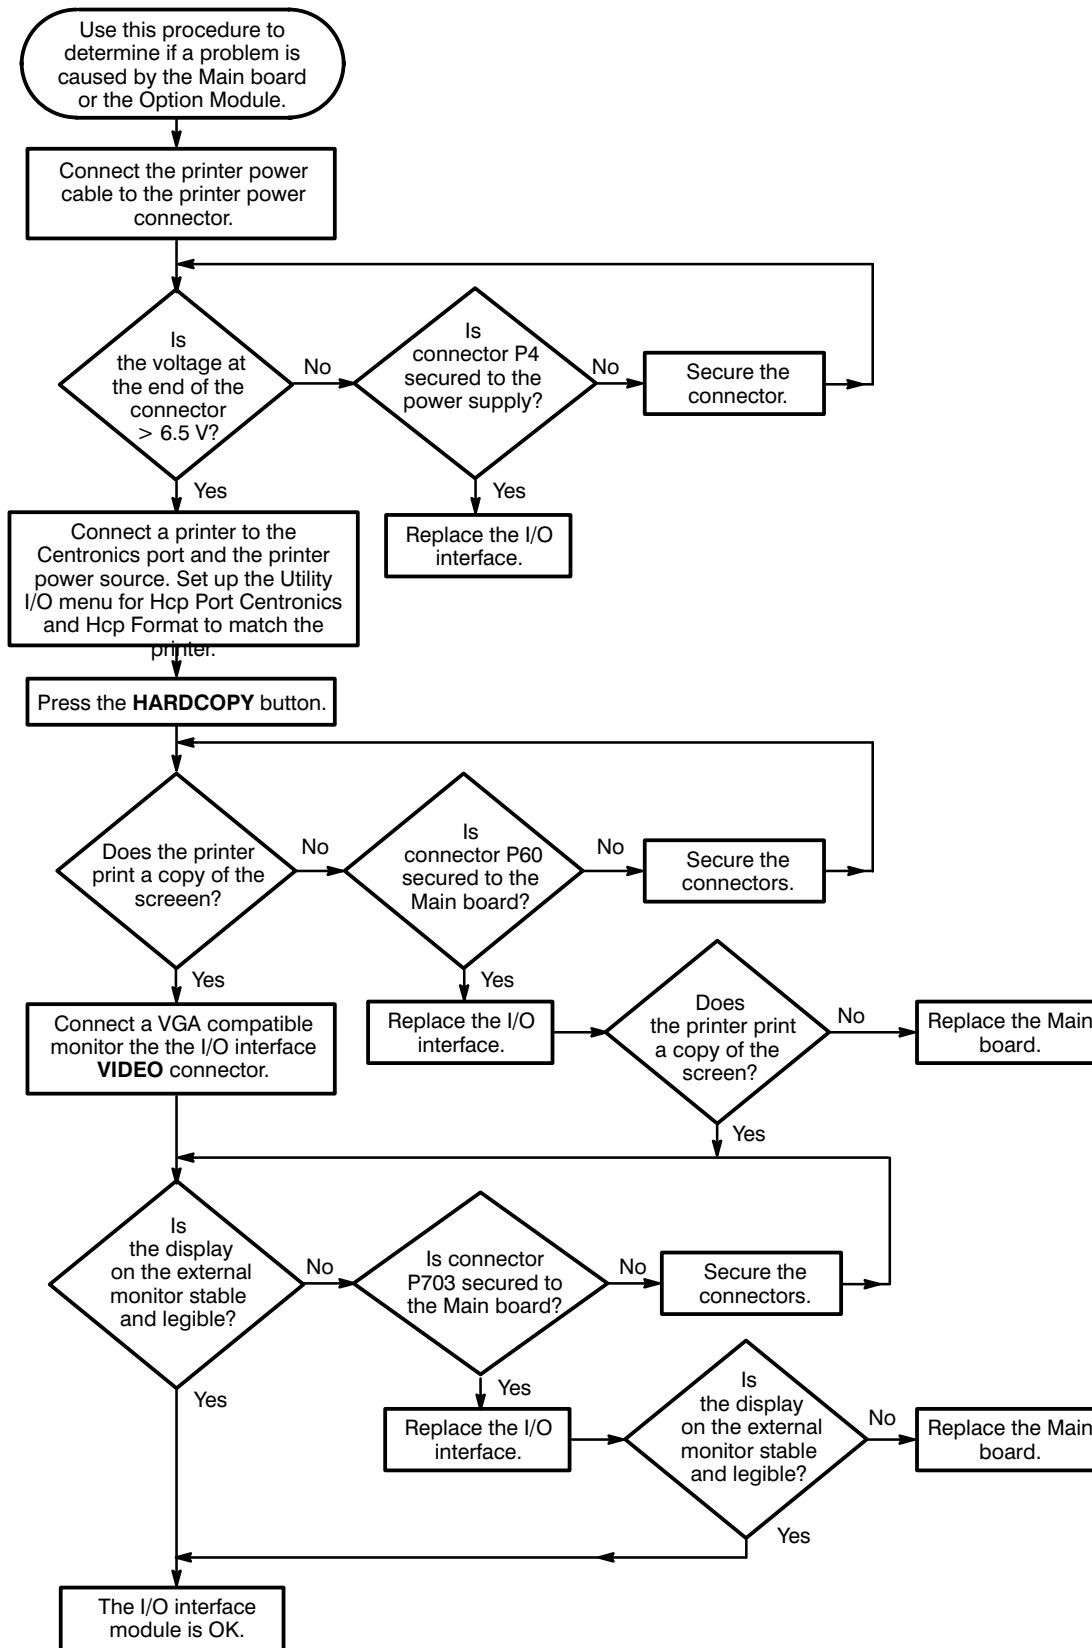 Use this procedure to
determine if a problem is
caused by the Main board
or the Option Module.
Connect the printer power
cable to the printer power
connector.
Is
the voltage at
the end of the
connector
> 6.5 V?
No
Is
connector P4
secured to the
power supply?
No
Secure the
connector.
Yes
Yes
Connect a printer to the
Centronics port and the printer
power source. Set up the Utility
I/O menu for Hcp Port Centronics
and Hcp Format to match the
printer.
Replace the I/O
interface.
Press the HARDCOPY button.
Does the printer
print a copy of the
screeen?
No
Is
connector P60
secured to the
Main board?
No
Secure the
connectors.
Yes
Yes
Connect a VGA compatible
monitor the the I/O interface
VIDEO connector.
Replace the I/O
interface.
Does
the printer print
a copy of the
screen?
No
Replace the Main
board.
Yes
Is
the display
on the external
monitor stable
and legible?
No
Is connector
P703 secured to
the Main board?
No
Secure the
connectors.
Yes
Yes
Replace the I/O
interface.
Is
the display
on the external
monitor stable
and legible?
No
Replace the Main
board.
Yes
The I/O interface
module is OK.